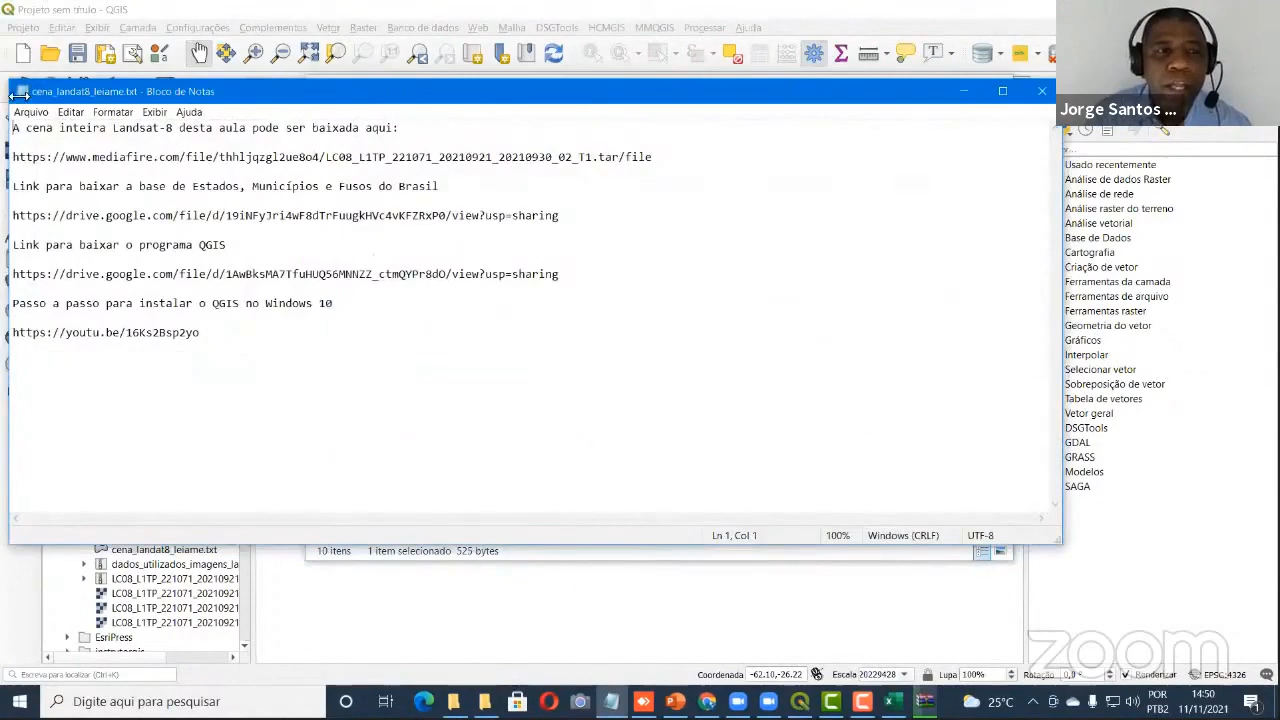 Projeto sem título - QGIS
Projeto Editar Exibir Camada Configurações Complementos Vetor Raster Banco de dados Web Malha DSGTools HCMGIS MMQGIS Processar Ajuda
Jorge Santos ...
cena_landat8_leiame.txt - Bloco de Notas
Arquivo Editar Formatar Exibir Ajuda
A cena inteira Landsat-8 desta aula pode ser baixada aqui:
https://www.mediafire.com/file/thhljqzgl2ue8o4/LC08_L1TP_221071_20210921_20210930_02_T1.tar/file
Link para baixar a base de Estados, Municípios e Fusos do Brasil
https://drive.google.com/file/d/19iNFyJri4wF8dTrFuugkHVc4vKFZRxP0/view?usp=sharing
Link para baixar o programa QGIS
https://drive.google.com/file/d/1AwBksMA7TfuHUQ56MNNZZ_ctmQYPr8dO/view?usp=sharing
Passo a passo para instalar o QGIS no Windows 10
https://youtu.be/16Ks2Bsp2yo
Ln 1, Col 1 100% Windows (CRLF) UTF-8
Usado recentemente
Análise de dados Raster
Análise de rede
Análise raster do terreno
Análise vetorial
Base de Dados
Cartografia
Criação de vetor
Ferramentas da camada
Ferramentas de arquivo
Ferramentas raster
Geometria do vetor
Gráficos
Interpolar
Selecionar vetor
Sobreposição de vetor
Tabela de vetores
Vetor geral
DSGTools
GDAL
GRASS
Modelos
SAGA
cena_landat8_leiame.txt
dados_utilizados_imagens_la
LC08_L1TP_221071_20210921
LC08_L1TP_221071_20210921
LC08_L1TP_221071_20210921
LC08_L1TP_221071_20210921
EsriPress
10 itens 1 item selecionado 525 bytes
zoom
Escreva para localizar (Ctrl+K)
Coordenada -62.10,-26.22 Escala 20229428 Lupa 100% Rotação 0,0 ° Renderizar EPSG:4326
Digite aqui para pesquisar
25°C
POR
PTB2
14:50
11/11/2021